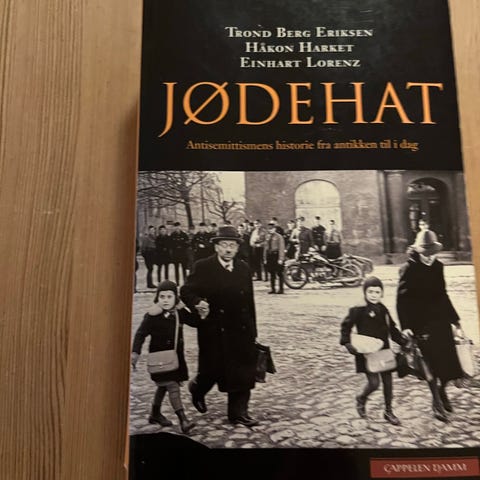 TROND BERG ERIKSEN
HÅKON HARKET
EINHART LORENZ
JØDEHAT
Antisemittismens historie fra antikken til i dag
CAPPELEN DAMM